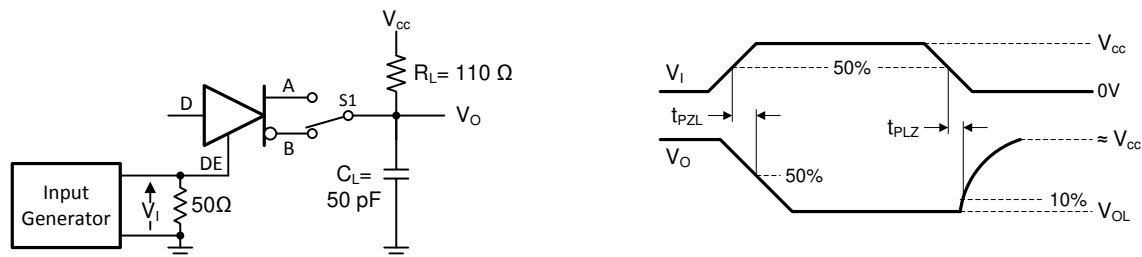 Vcc
RL= 110 Ω
A
S1
D
VO
B
DE
CL=
50 pF
Input
Generator
VI
50Ω
VCC
VI
50%
0V
tPZL
tPLZ
≈ Vcc
VO
50%
10%
VOL